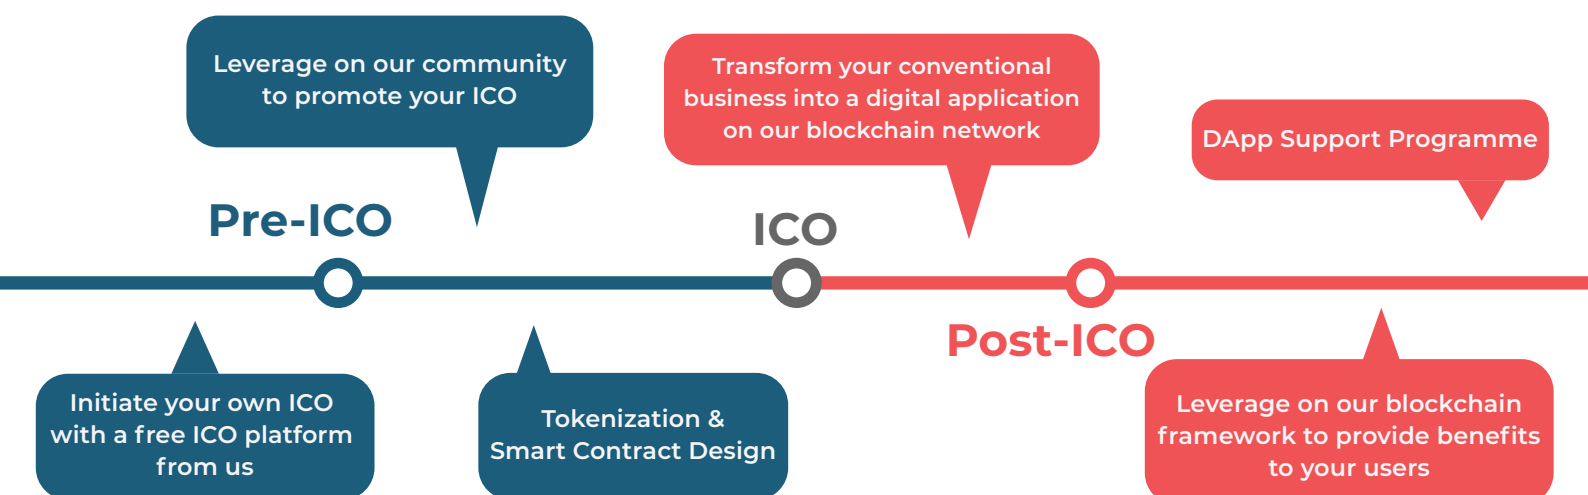 Leverage on our community
to promote your ICO
Transform your conventional
business into a digital application
on our blockchain network
DApp Support Programme
Pre-ICO
ICO
Post-ICO
Initiate your own ICO
with a free ICO platform
from us
Tokenization &
Smart Contract Design
Leverage on our blockchain
framework to provide benefits
to your users